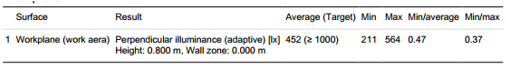 Surface Result Average (Target) Min Max Min/average Min/max
1 Workplane (work aera) Perpendicular illuminance (adaptive) [lx] 452 (≥ 1000) 211 564 0.47 0.37
Height: 0.800 m, Wall zone: 0.000 m